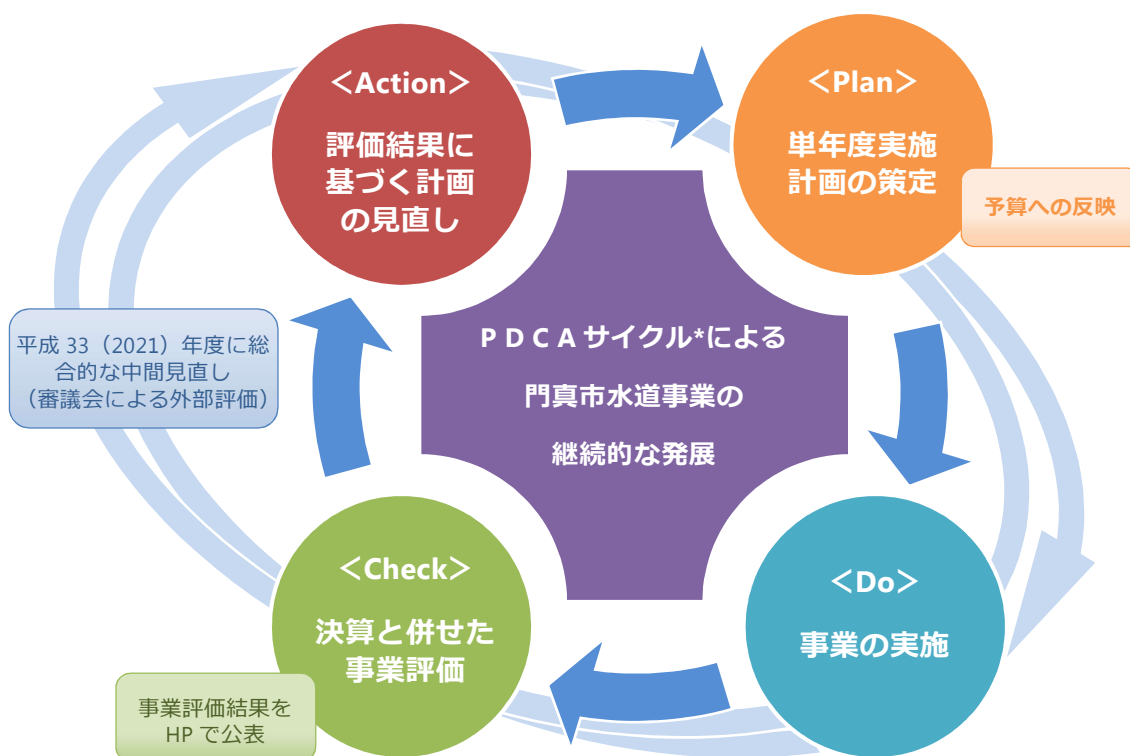 ＜Action＞
評価結果に
基づく計画
の見直し
＜Plan＞
単年度実施
計画の策定
予算への反映
平成 33（2021）年度に総
合的な中間見直し
（審議会による外部評価）
ＰＤＣＡサイクル*による
門真市水道事業の
継続的な発展
＜Check＞
決算と併せた
事業評価
＜Do＞
事業の実施
事業評価結果を
HP で公表